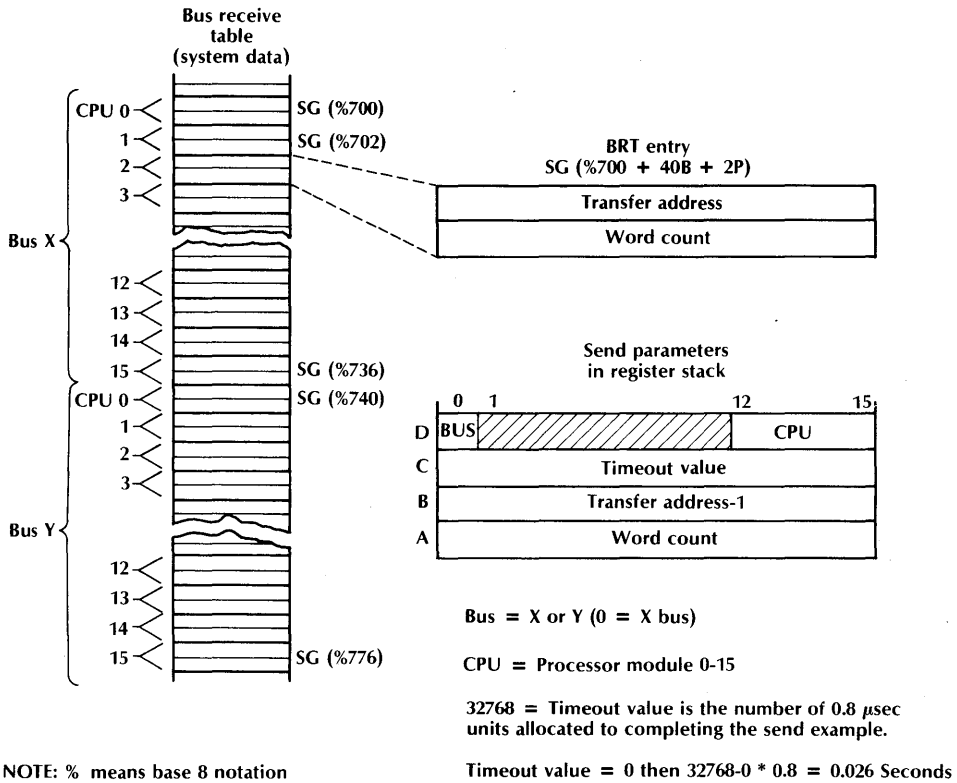 Bus receive
table
(system data)
CPU 0
SG (%700)
1
SG (%702)
2
3
Bus X
12
13
14
15
SG (%736)
CPU 0
SG (%740)
1
2
3
Bus Y
12
13
14
15
SG (%776)
BRT entry
SG (%700 + 40B + 2P)
Transfer address
Word count
Send parameters
in register stack
0 1 12 15
D BUS CPU
C Timeout value
B Transfer address-1
A Word count
Bus = X or Y (0 = X bus)
CPU = Processor module 0-15
32768 = Timeout value is the number of 0.8 μsec
units allocated to completing the send example.
NOTE: % means base 8 notation
Timeout value = 0 then 32768-0 * 0.8 = 0.026 Seconds